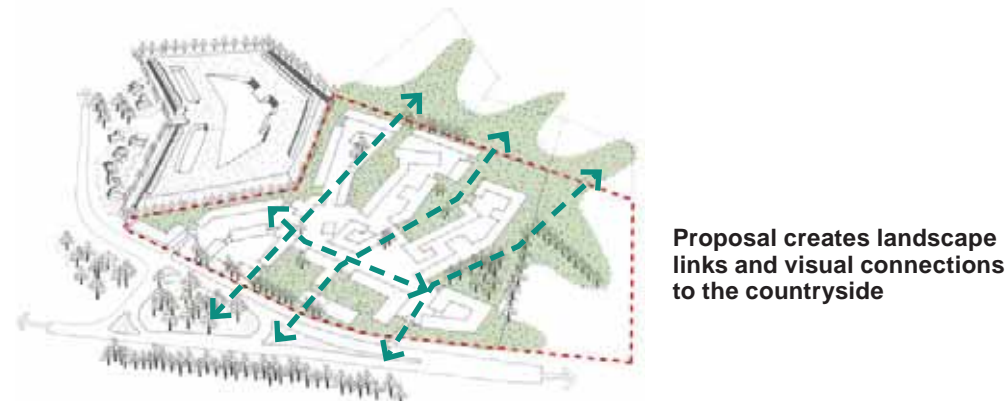 Proposal creates landscape
links and visual connections
to the countryside